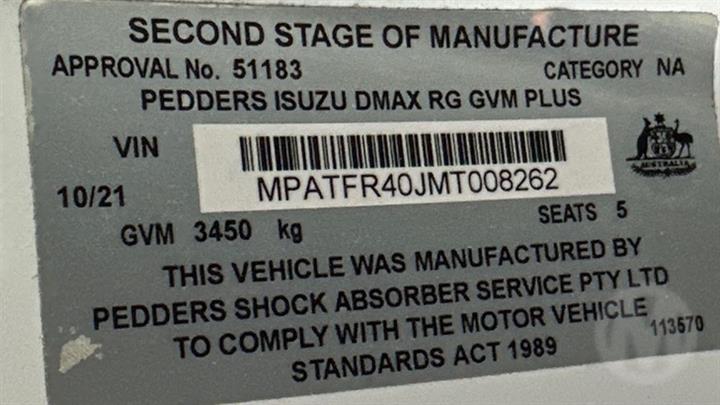 SECOND STAGE OF MANUFACTURE
APPROVAL No. 51183 CATEGORY NA
PEDDERS ISUZU DMAX RG GVM PLUS
VIN
AUSTRALIA
MPATFR40JMT008262
10/21
SEATS 5
GVM 3450 kg
THIS VEHICLE WAS MANUFACTURED BY
PEDDERS SHOCK ABSORBER SERVICE PTY LTD
TO COMPLY WITH THE MOTOR VEHICLE
113570
STANDARDS ACT 1989